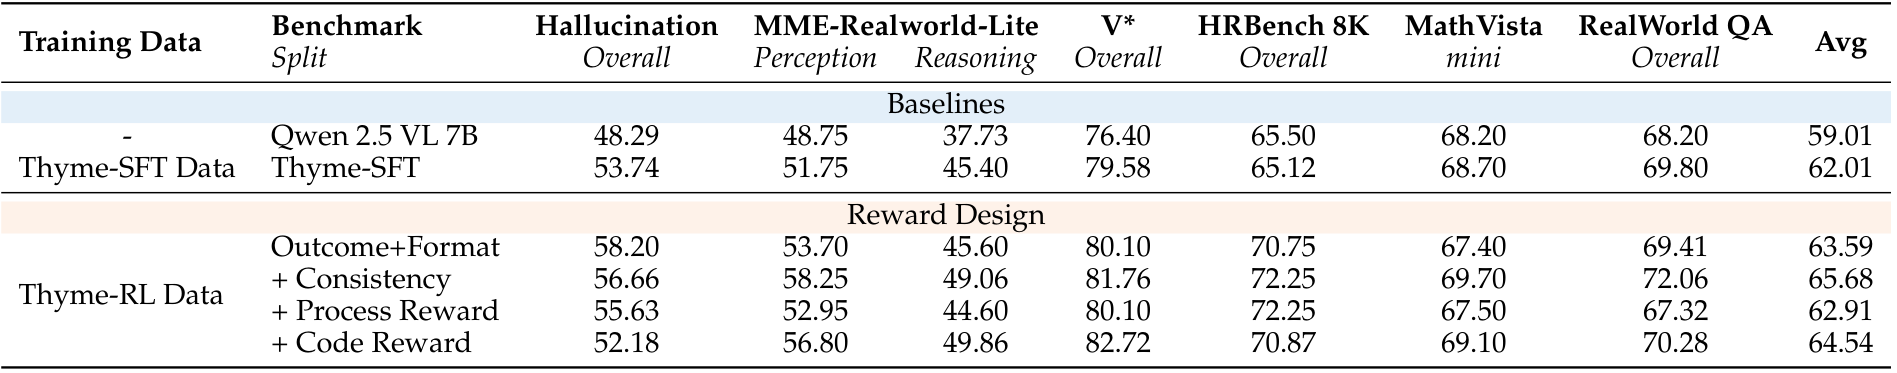 Training Data Benchmark Hallucination MME-Realworld-Lite V* HRBench 8K MathVista RealWorld QA Avg
Split Overall Perception Reasoning Overall Overall mini Overall
Baselines
- Qwen 2.5 VL 7B 48.29 48.75 37.73 76.40 65.50 68.20 68.20 59.01
Thyme-SFT Data Thyme-SFT 53.74 51.75 45.40 79.58 65.12 68.70 69.80 62.01
Reward Design
Thyme-RL Data
Outcome+Format 58.20 53.70 45.60 80.10 70.75 67.40 69.41 63.59
+ Consistency 56.66 58.25 49.06 81.76 72.25 69.70 72.06 65.68
+ Process Reward 55.63 52.95 44.60 80.10 72.25 67.50 67.32 62.91
+ Code Reward 52.18 56.80 49.86 82.72 70.87 69.10 70.28 64.54